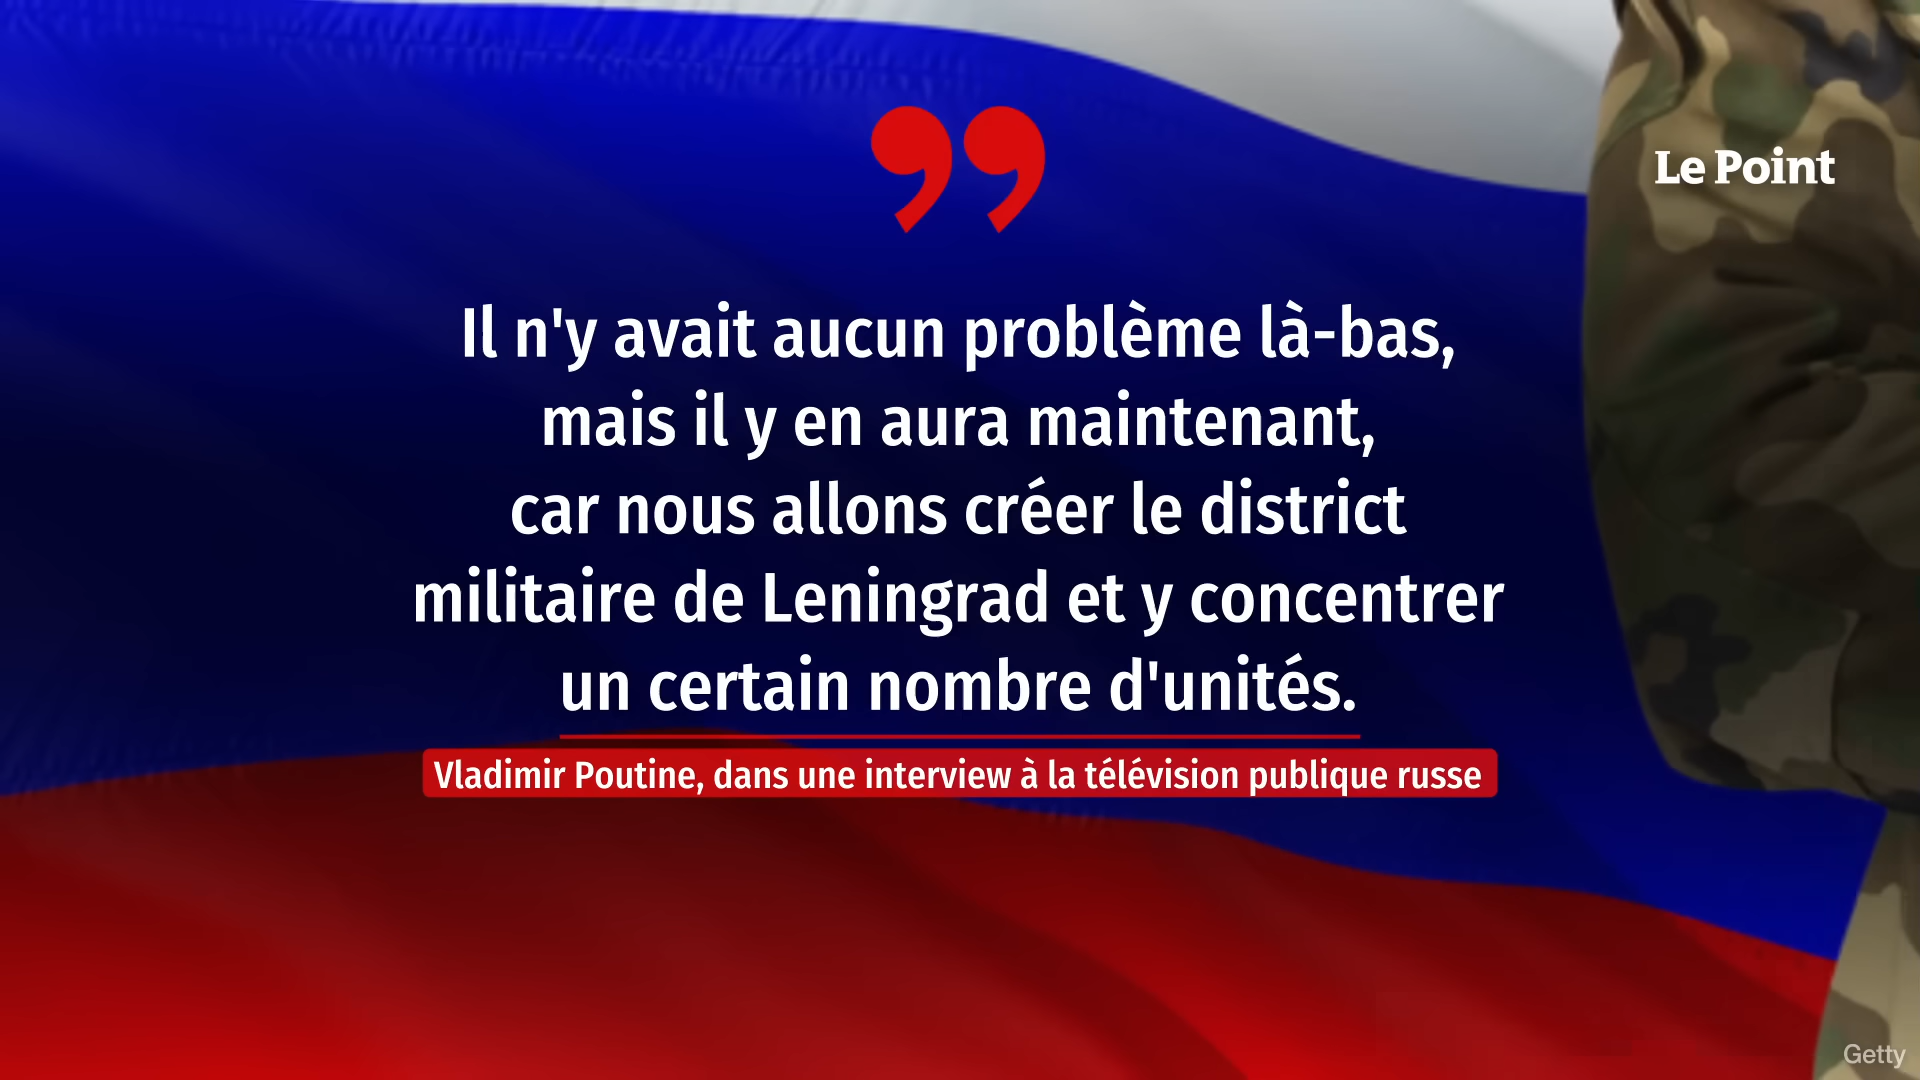 Le Point
Il n'y avait aucun problème là-bas,
mais il y en aura maintenant,
car nous allons créer le district
militaire de Leningrad et y concentrer
un certain nombre d'unités.
Vladimir Poutine, dans une interview à la télévision publique russe
Getty